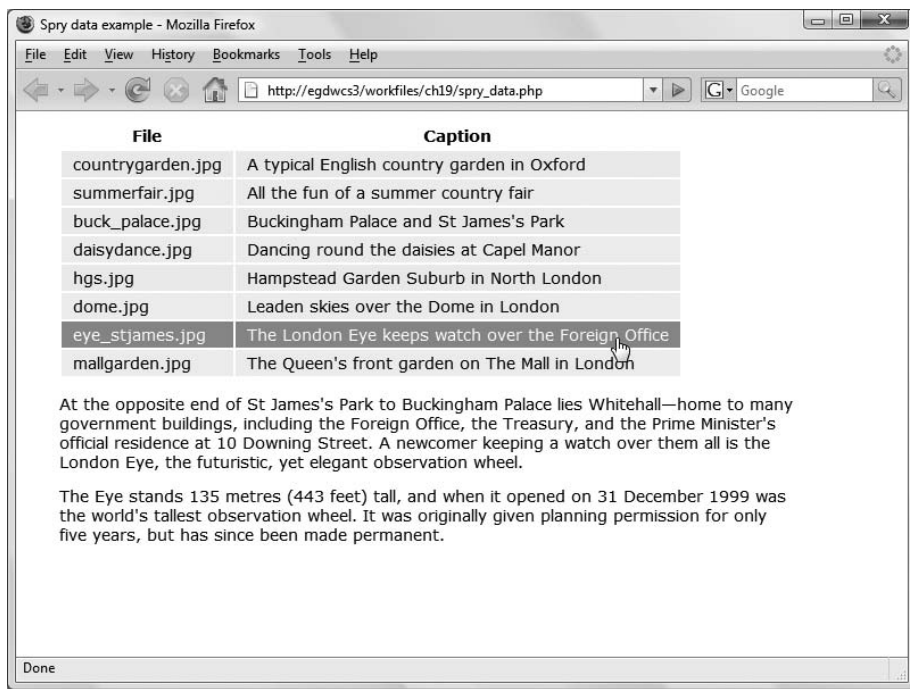 Spry data example - Mozilla Firefox
File Edit View History Bookmarks Tools Help
http://egdwcs3/workfiles/ch19/spry_data.php
G Google
File Caption
countrygarden.jpg A typical English country garden in Oxford
summerfair.jpg All the fun of a summer country fair
buck_palace.jpg Buckingham Palace and St James's Park
daisydance.jpg Dancing round the daisies at Capel Manor
hgs.jpg Hampstead Garden Suburb in North London
dome.jpg Leaden skies over the Dome in London
eye_stjames.jpg The London Eye keeps watch over the Foreign Office
mallgarden.jpg The Queen's front garden on The Mall in London
At the opposite end of St James's Park to Buckingham Palace lies Whitehall—home to many
government buildings, including the Foreign Office, the Treasury, and the Prime Minister's
official residence at 10 Downing Street. A newcomer keeping a watch over them all is the
London Eye, the futuristic, yet elegant observation wheel.
The Eye stands 135 metres (443 feet) tall, and when it opened on 31 December 1999 was
the world's tallest observation wheel. It was originally given planning permission for only
five years, but has since been made permanent.
Done